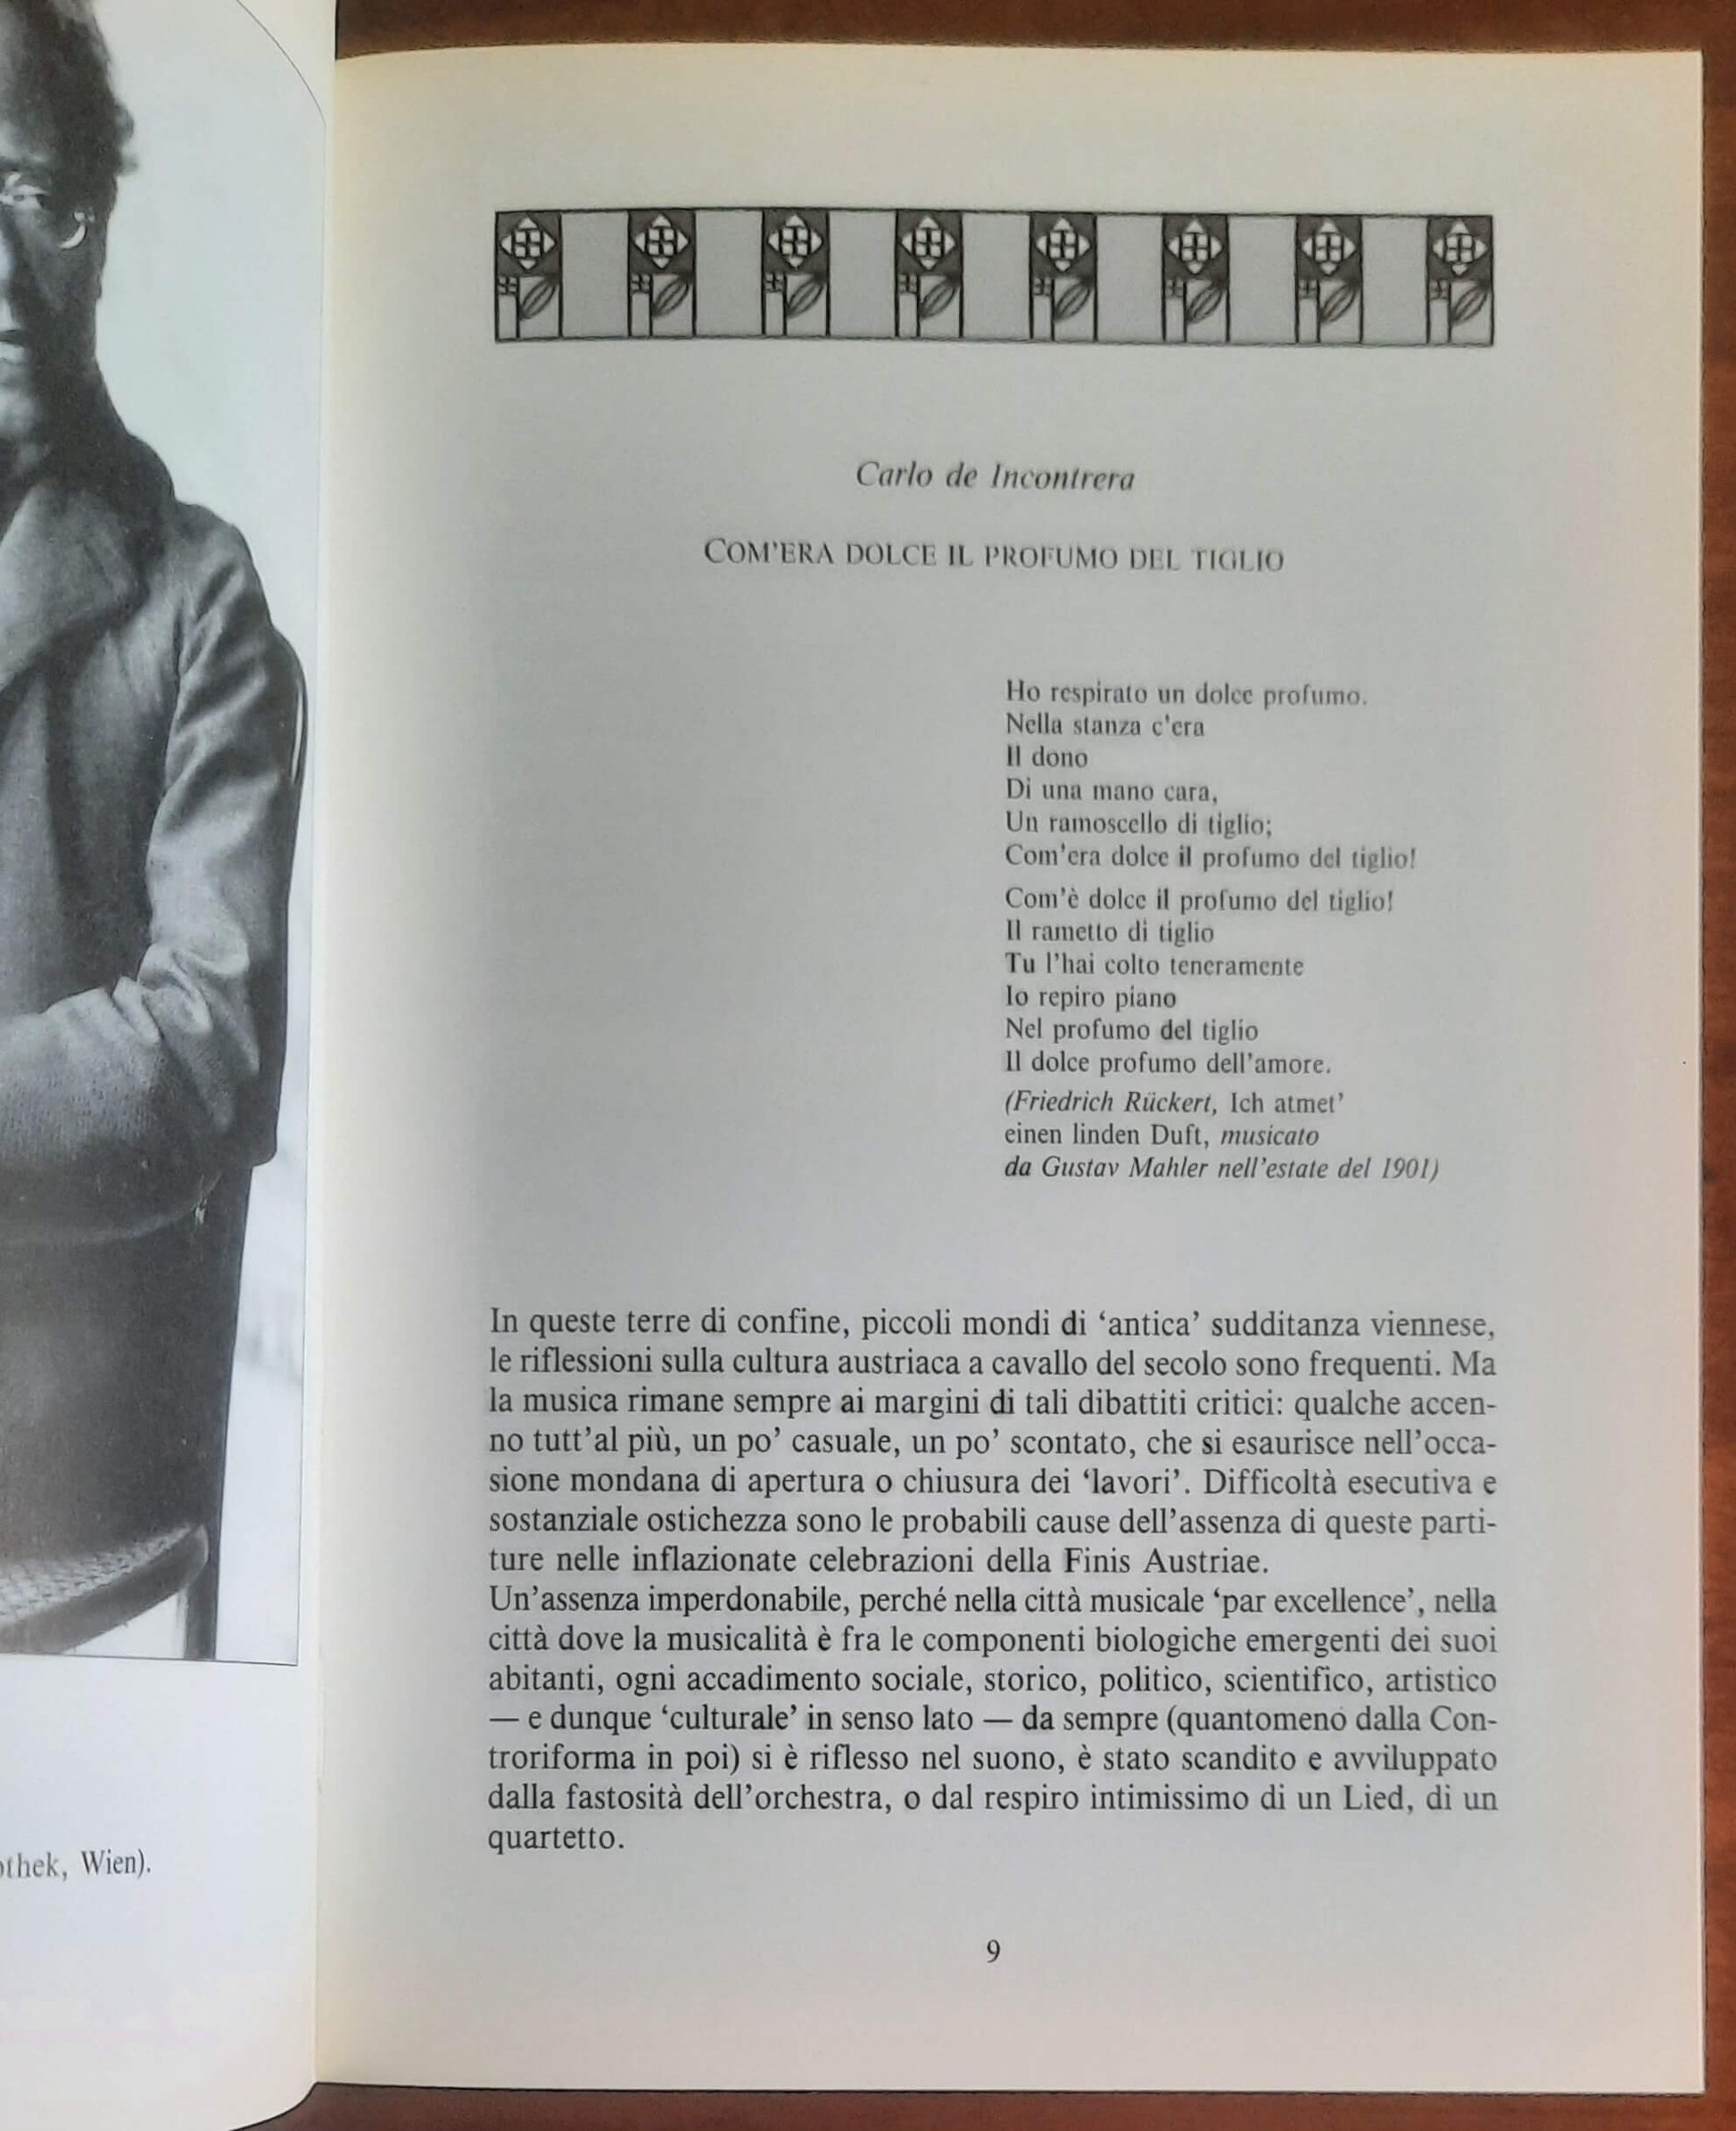 Carlo de Incontrera
COM'ERA DOLCE IL PROFUMO DEL TIGLIO
Ho respirato un dolce profumo.
Nella stanza c'era
Il dono
Di una mano cara,
Un ramoscello di tiglio;
Com'era dolce il profumo del tiglio!
Com'è dolce il profumo del tiglio!
Il rametto di tiglio
Tu l'hai colto teneramente
Io repiro piano
Nel profumo del tiglio
Il dolce profumo dell'amore.
(Friedrich Rückert, Ich atmet'
einen linden Duft, musicato
da Gustav Mahler nell'estate del 1901)
In queste terre di confine, piccoli mondi di ‘antica’ sudditanza viennese,
le riflessioni sulla cultura austriaca a cavallo del secolo sono frequenti. Ma
la musica rimane sempre ai margini di tali dibattiti critici: qualche accen-
no tutt’al più, un po’ casuale, un po’ scontato, che si esaurisce nell’occa-
sione mondana di apertura o chiusura dei ‘lavori’. Difficoltà esecutiva e
sostanziale ostichezza sono le probabili cause dell’assenza di queste parti-
ture nelle inflazionate celebrazioni della Finis Austriae.
Un’assenza imperdonabile, perché nella città musicale ‘par excellence’, nella
città dove la musicalità è fra le componenti biologiche emergenti dei suoi
abitanti, ogni accadimento sociale, storico, politico, scientifico, artistico
— e dunque ‘culturale’ in senso lato — da sempre (quantomeno dalla Con-
troriforma in poi) si è riflesso nel suono, è stato scandito e avviluppato
dalla fastosità dell’orchestra, o dal respiro intimissimo di un Lied, di un
quartetto.
othek, Wien).
9